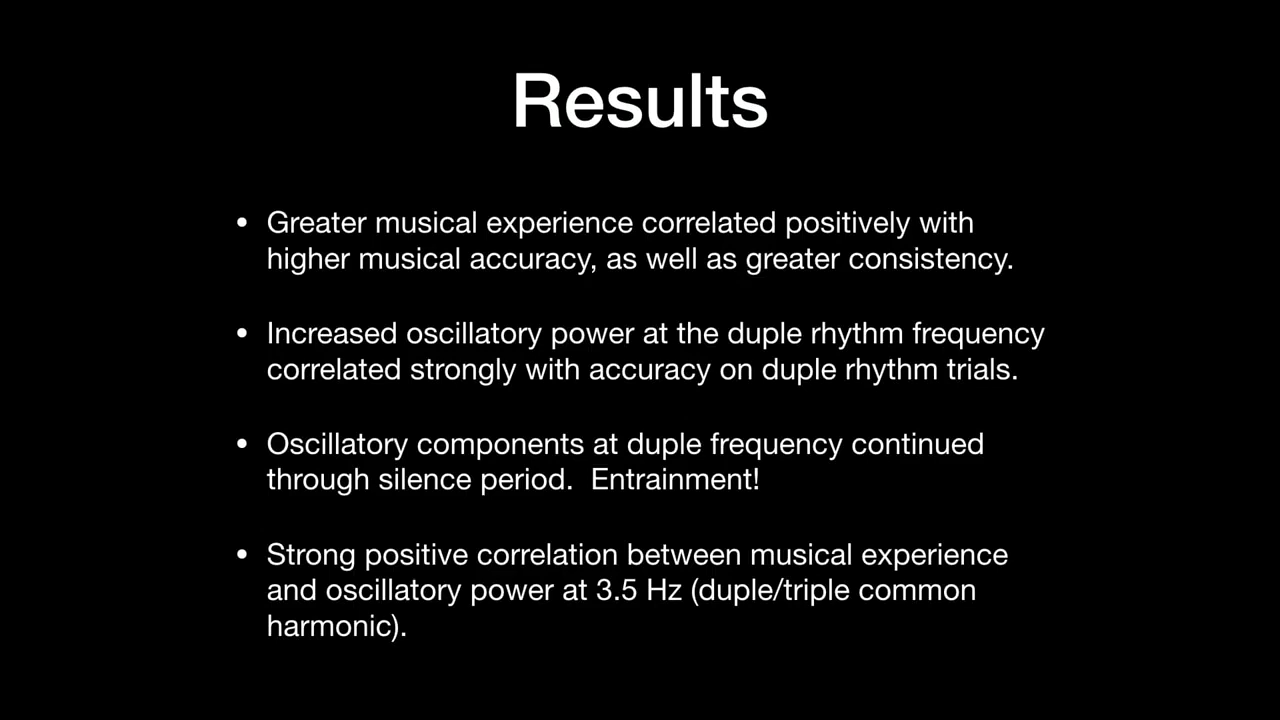 Results
• Greater musical experience correlated positively with
higher musical accuracy, as well as greater consistency.
• Increased oscillatory power at the duple rhythm frequency
correlated strongly with accuracy on duple rhythm trials.
• Oscillatory components at duple frequency continued
through silence period.  Entrainment!
• Strong positive correlation between musical experience
and oscillatory power at 3.5 Hz (duple/triple common
harmonic).